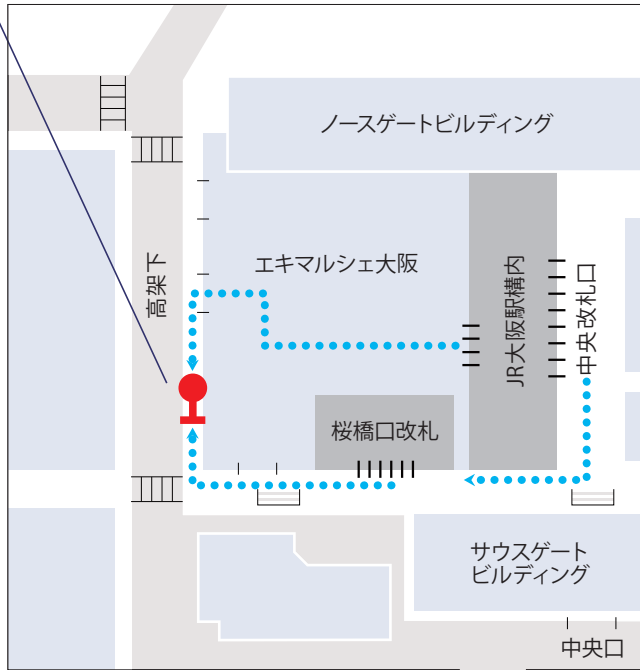 ノースゲートビルディング
エキマルシェ大阪
高架下
JR大阪駅構内
中央改札口
桜橋口改札
サウスゲート
ビルディング
中央口